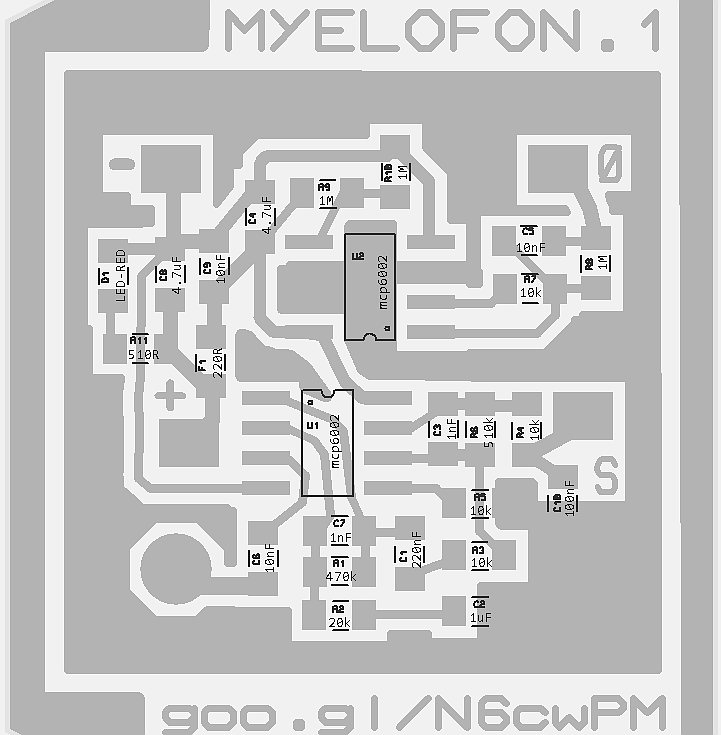 MYELOFON.1
-
0
R10
1M
R9
1M
C4
4.7uF
C5
10nF
R8
1M
D1
LED-RED
C8
4.7uF
C9
10nF
U2
mcp6002
R7
10k
R11
510R
F1
220R
+
U1
mcp6002
C3
1nF
R6
510k
R4
10k
S
C10
100nF
R5
10k
C7
1nF
C6
10nF
R1
470k
C1
220nF
R3
10k
R2
20k
C2
1uF
goo.gl/N6cwPM